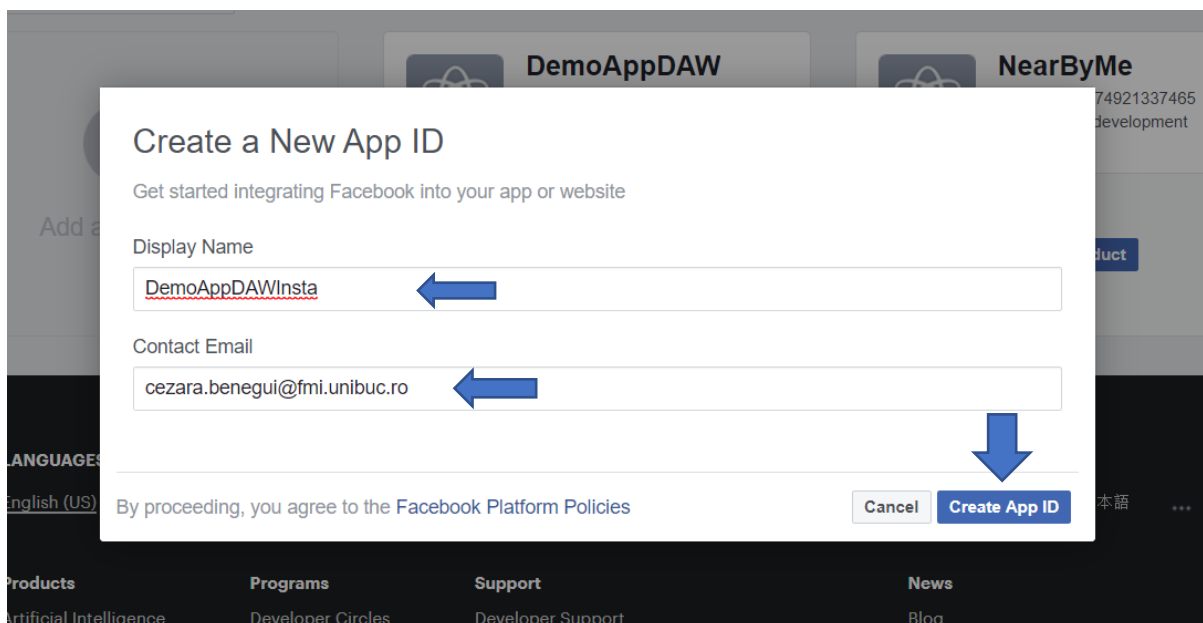 DemoAppDAW
NearByMe
74921337465
development
Create a New App ID
Get started integrating Facebook into your app or website
Add a
Display Name
duct
DemoAppDAWInsta
Contact Email
cezara.benegui@fmi.unibuc.ro
LANGUAGES
English (US)
By proceeding, you agree to the Facebook Platform Policies
Cancel
Create App ID
本語
...
Products
Programs
Support
News
Artificial Intelligence
Developer Circles
Developer Support
Blog